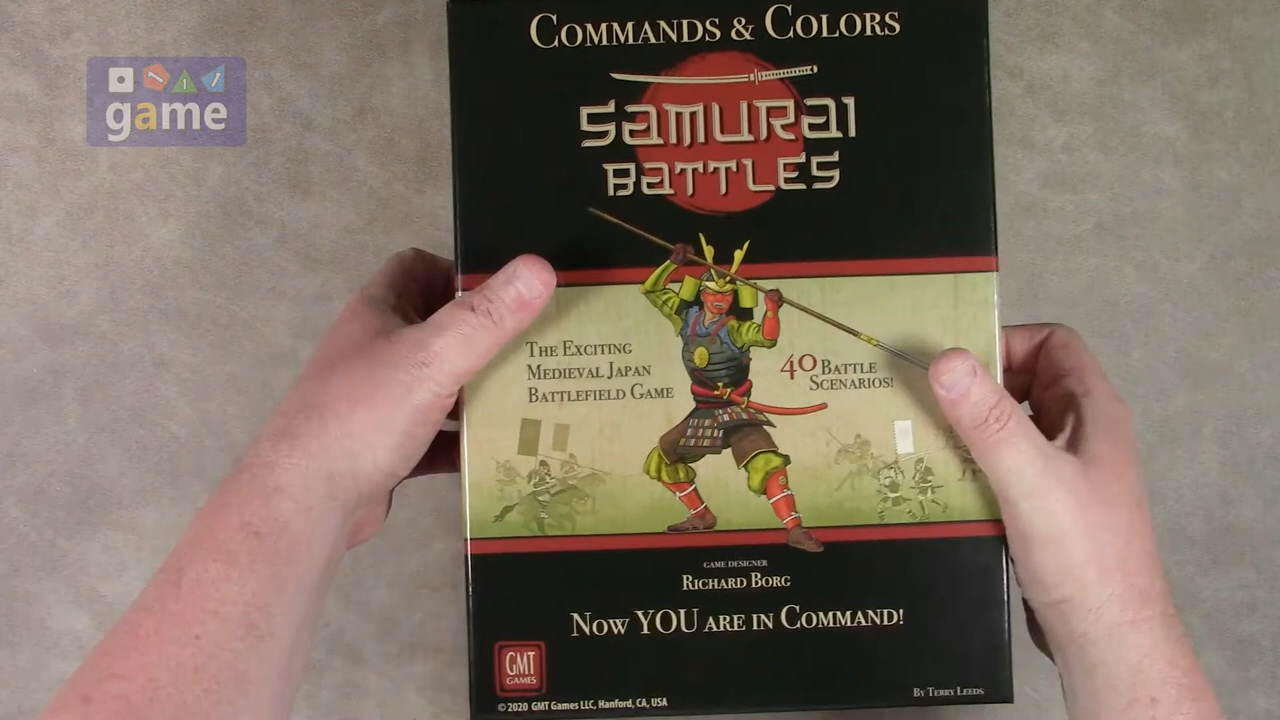 game
COMMANDS & COLORS
SAMURAI
BATTLES
THE EXCITING
MEDIEVAL JAPAN
BATTLEFIELD GAME
40 BATTLE
SCENARIOS!
GAME DESIGNER
RICHARD BORG
NOW YOU ARE IN COMMAND!
GMT
GAMES
© 2020 GMT Games LLC, Hanford, CA, USA
BY TERRY LEEDS